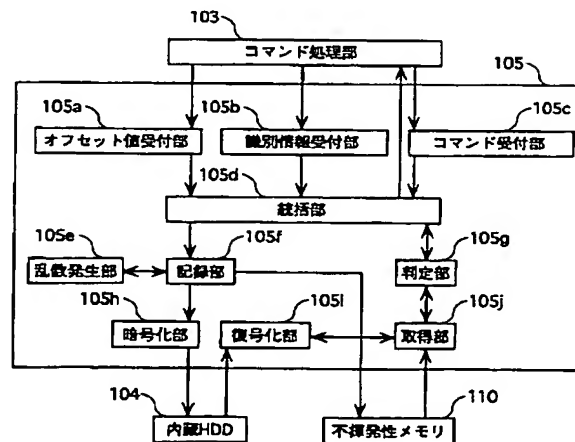 103
コマンド処理部
105
105a
105b
105c
オフセット値受付部
識別情報受付部
コマンド受付部
105d
統括部
105e
105f
105g
乱数発生部
記録部
判定部
105h
105i
105j
暗号化部
復号化部
取得部
104
110
内蔵HDD
不揮発性メモリ